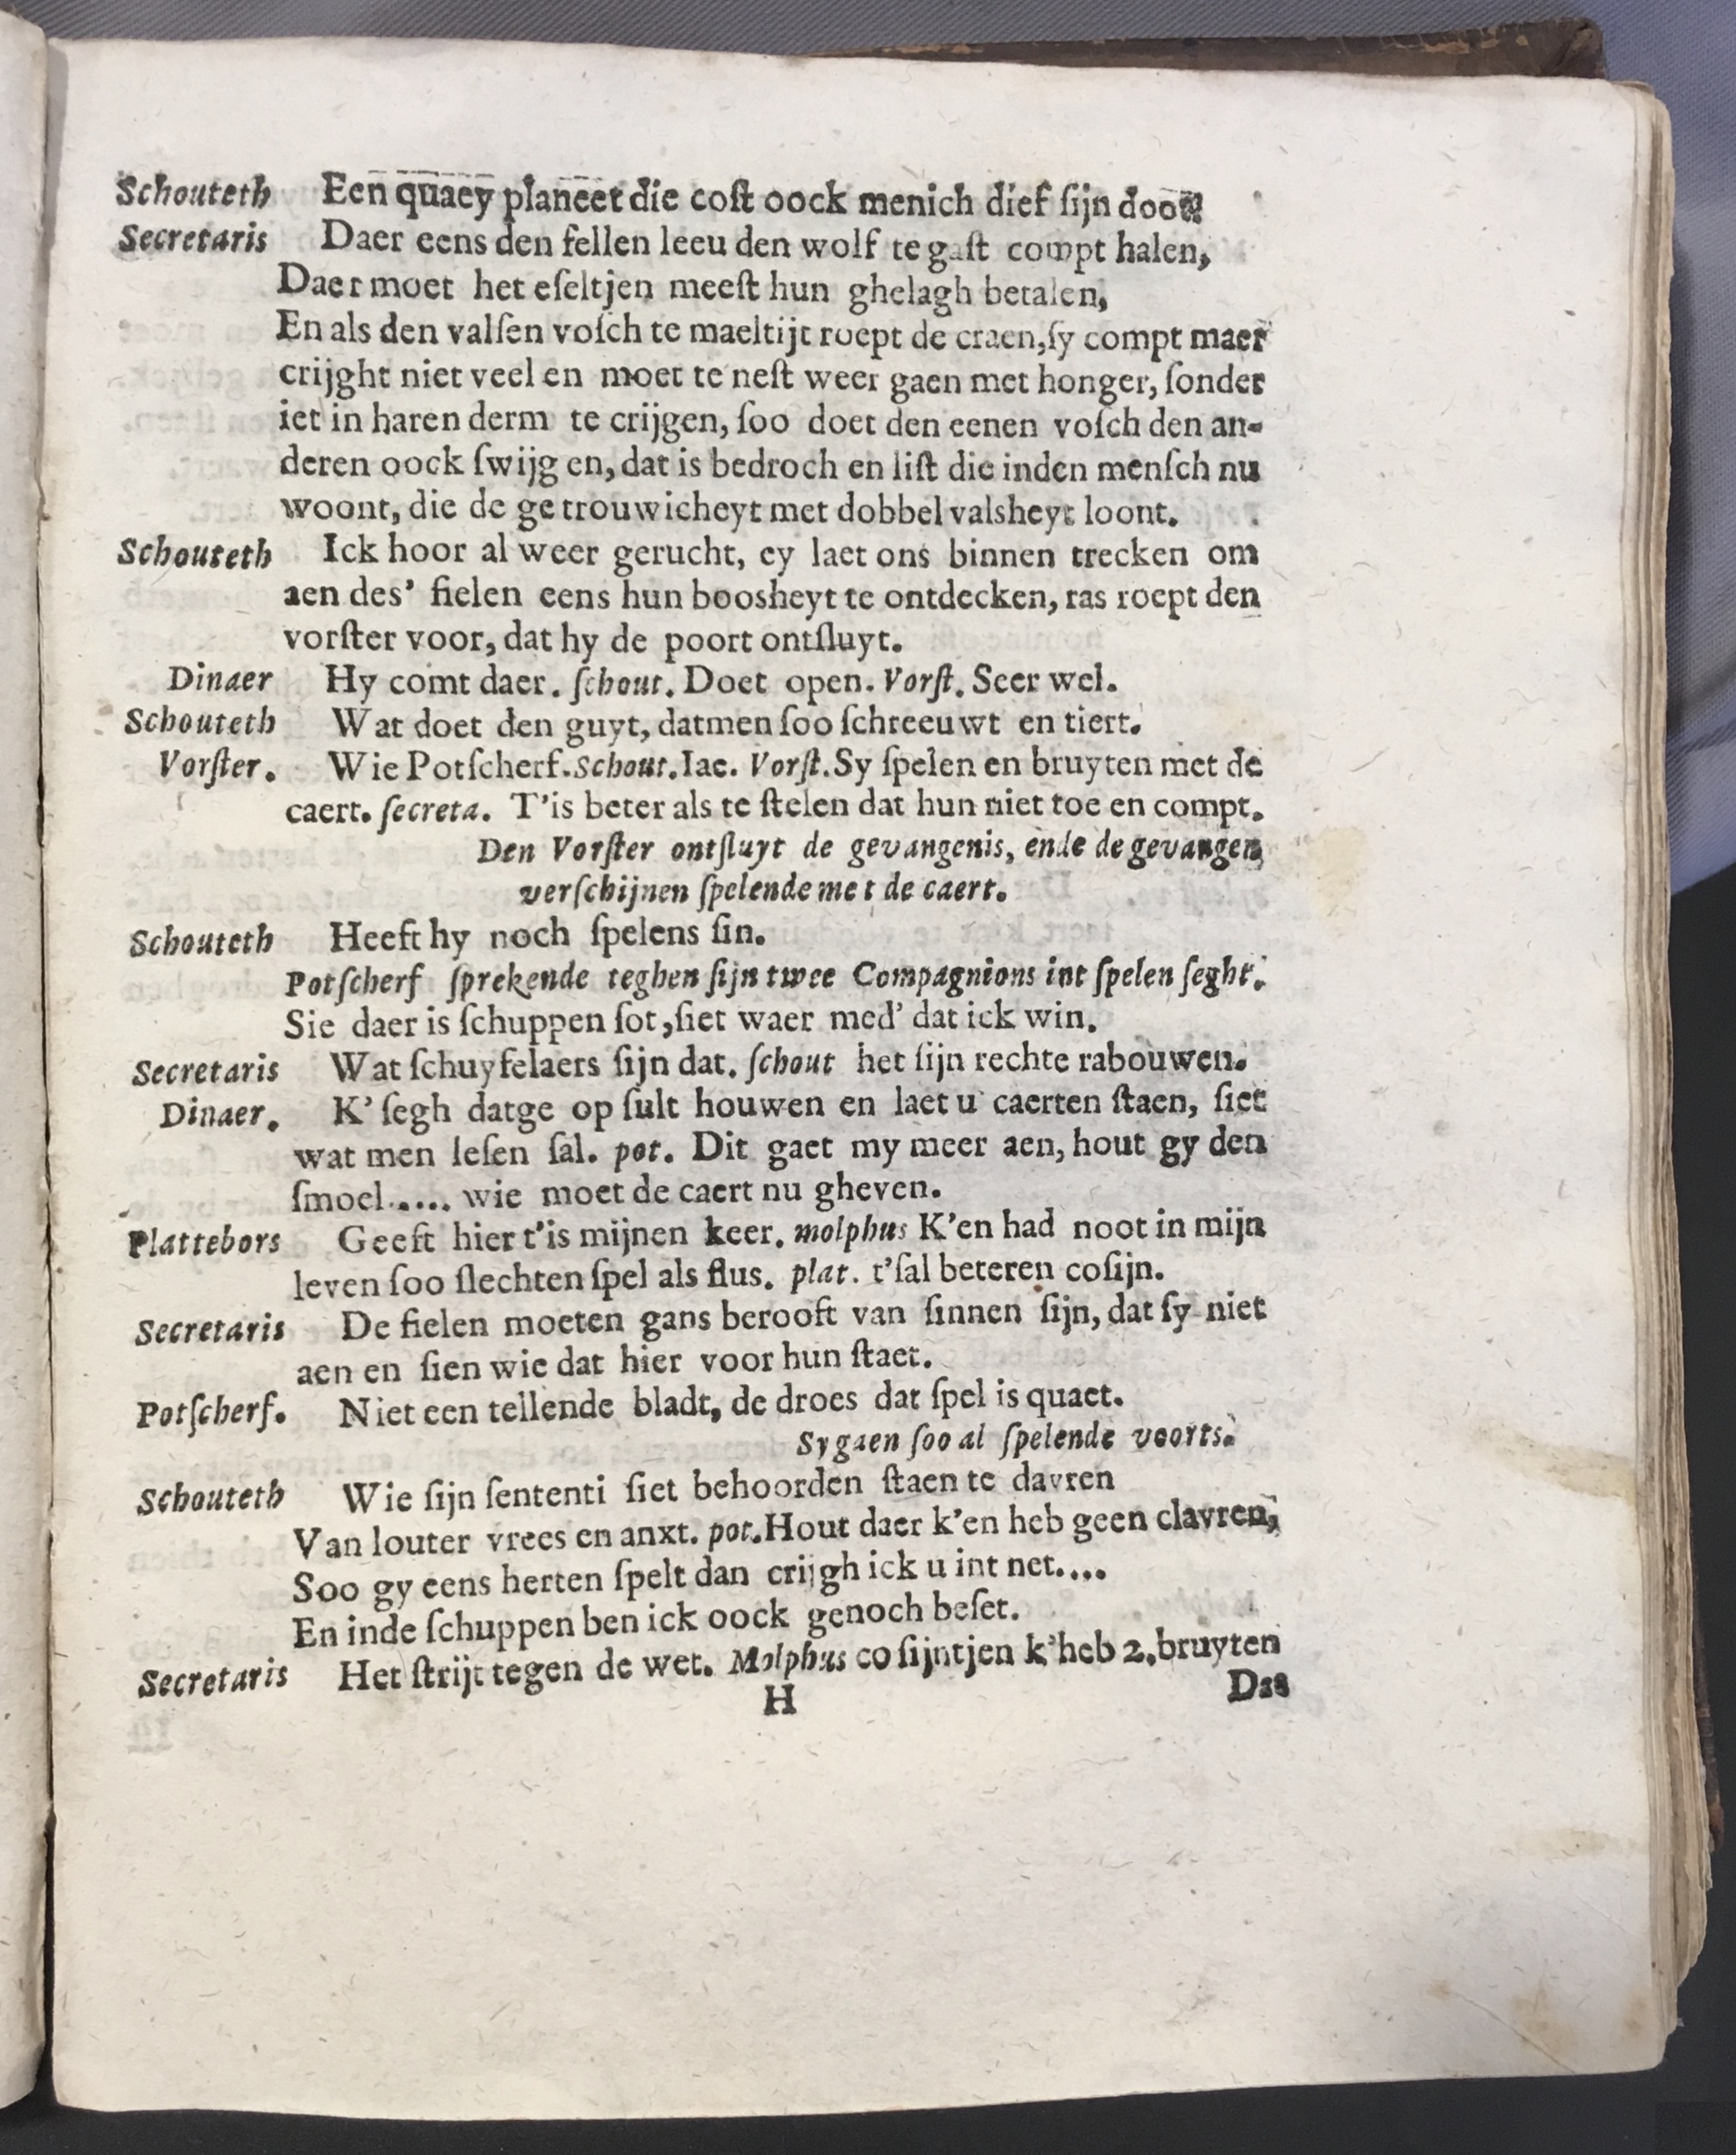 Schouteth Een quaey planeet die coſt oock menich dief ſijn doot!
Secretaris Daer eens den fellen leeu den wolf te gaſt compt halen,
Daer moet het eſeltjen meeſt hun ghelagh betalen,
En als den valſen voſch te maeltijt roept de craen,ſy compt maer
crijght niet veel en moet te neſt weer gaen met honger, ſonder
iet in haren derm te crijgen, ſoo doet den eenen voſch den an-
deren oock ſwijg en, dat is bedroch en liſt die inden menſch nu
woont, die de ge trouwicheyt met dobbel valsheyt loont.
Schouteth Ick hoor al weer gerucht, ey laet ons binnen trecken om
aen des' fielen eens hun boosheyt te ontdecken, ras roept den
vorſter voor, dat hy de poort ontſluyt.
Dinaer Hy comt daer. ſchout. Doet open. Vorſt. Seer wel.
Schouteth Wat doet den guyt, datmen ſoo ſchreeuwt en tiert.
Vorſter. Wie Potſcherf. Schout. Iae. Vorſt. Sy ſpelen en bruyten met de
caert. ſecreta. T'is beter als te ſtelen dat hun niet toe en compt.
Den Vorſter ontſluyt de gevangenis, ende de gevangen
verſchijnen ſpelende met de caert.
Schouteth Heeft hy noch ſpelens ſin.
Potſcherf ſprekende teghen ſijn twee Compagnions int ſpelen ſeght.
Sie daer is ſchuppen ſot, ſiet waer med' dat ick win.
Secretaris Wat ſchuyfelaers ſijn dat. ſchout het ſijn rechte rabouwen.
Dinaer. K' ſegh datge op ſult houwen en laet u caerten ſtaen, ſiet
wat men leſen ſal. pot. Dit gaet my meer aen, hout gy den
ſmoel..... wie moet de caert nu gheven.
Plattebors Geeft hier t'is mijnen keer. molphus K'en had noot in mijn
leven ſoo ſlechten ſpel als flus. plat. t'ſal beteren coſijn.
Secretaris De fielen moeten gans berooft van ſinnen ſijn, dat ſy niet
aen en ſien wie dat hier voor hun ſtaet.
Potſcherf. Niet een tellende bladt, de droes dat ſpel is quaet.
Sy gaen ſoo al ſpelende voorts.
Schouteth Wie ſijn ſententi ſiet behoorden ſtaen te davren
Van louter vrees en anxt. pot. Hout daer k'en heb geen clavren,
Soo gy eens herten ſpelt dan crijgh ick u int net....
En inde ſchuppen ben ick oock genoch beſet.
Secretaris Het ſtrijt tegen de wet. Molphus co ſijntjen k'heb 2. bruyten
H Das